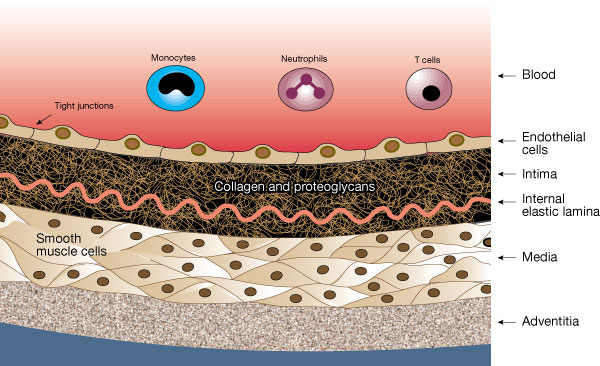 Monocytes
Neutrophils
T cells
Blood
Tight junctions
Endothelial
cells
Intima
Collagen and proteoglycans
Internal
elastic lamina
Smooth
muscle cells
Media
Adventitia